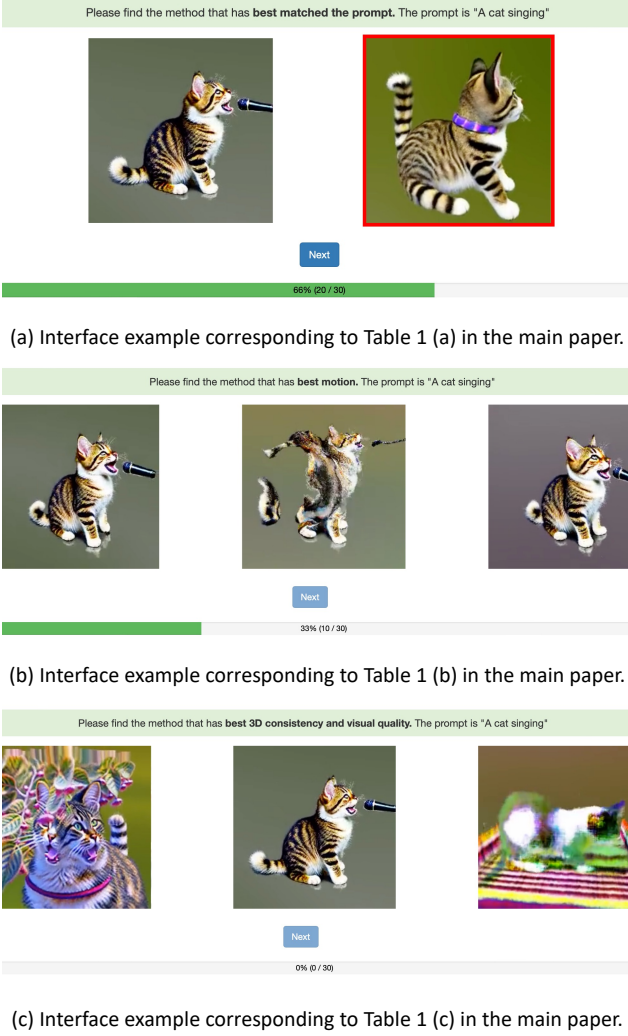 Please find the method that has best matched the prompt. The prompt is "A cat singing"
Next
66% (20 / 30)
(a) Interface example corresponding to Table 1 (a) in the main paper.
Please find the method that has best motion. The prompt is "A cat singing"
Next
33% (10 / 30)
(b) Interface example corresponding to Table 1 (b) in the main paper.
Please find the method that has best 3D consistency and visual quality. The prompt is "A cat singing"
Next
0% (0 / 30)
(c) Interface example corresponding to Table 1 (c) in the main paper.